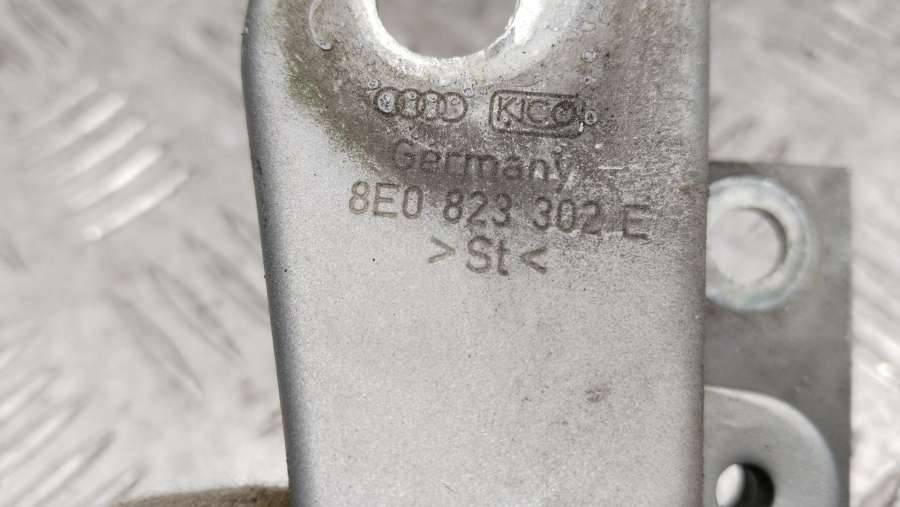 KICO
Germany
8E0 823 302 E
>St<